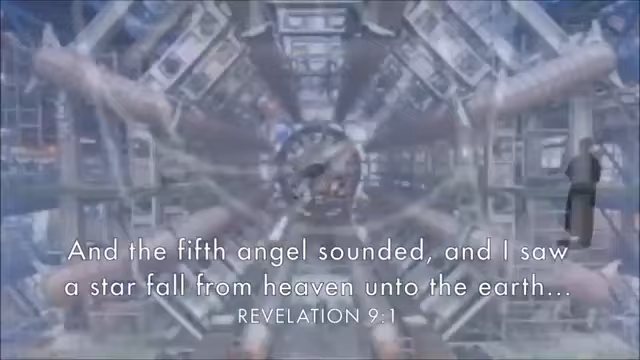 And the fifth angel sounded, and I saw
a star fall from heaven unto the earth...
REVELATION 9:1